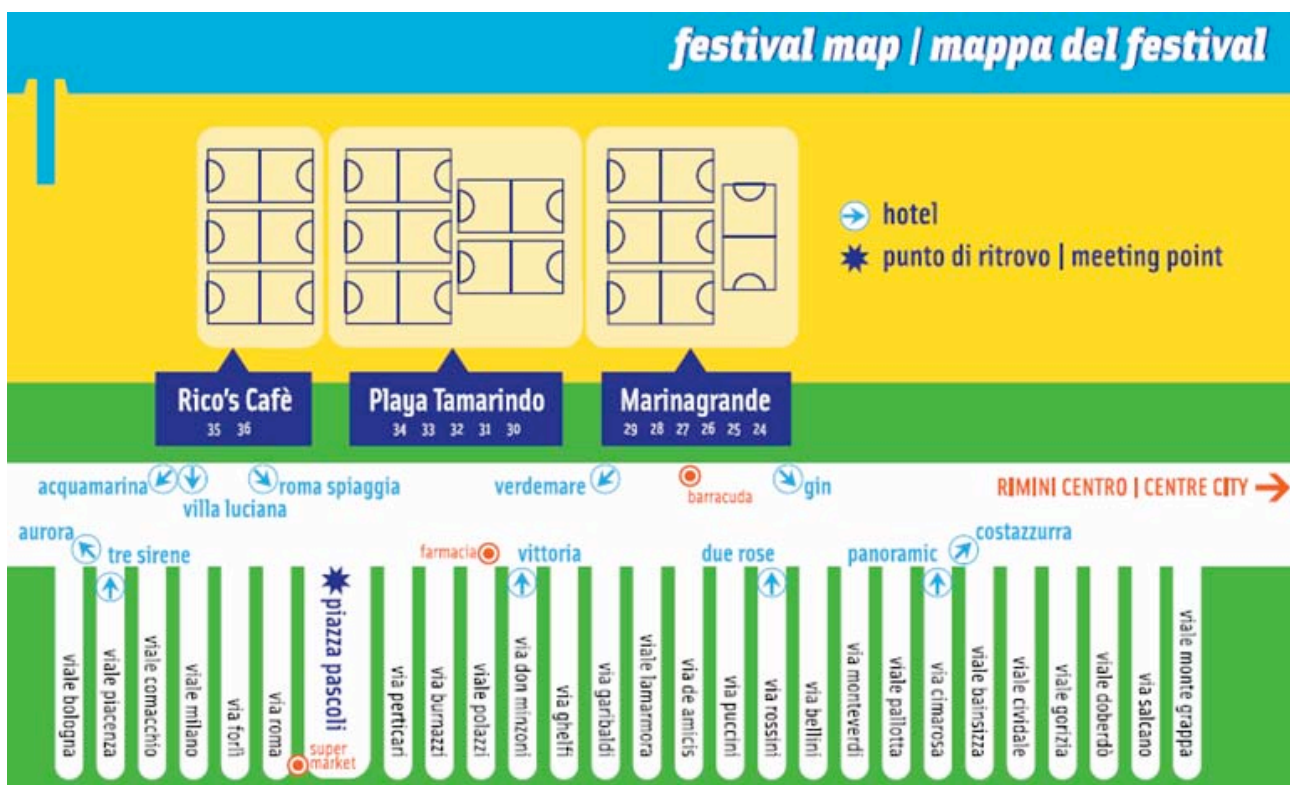 festival map | mappa del festival
hotel
punto di ritrovo | meeting point
Rico's Cafè
35 36
Playa Tamarindo
34 33 32 31 30
Marinagrande
29 28 27 26 25 24
acquamarina
villa luciana
roma spiaggia
verdemare
barracuda
gin
RIMINI CENTRO | CENTRE CITY
aurora
tre sirene
farmacia
vittoria
due rose
panoramic
costazzurra
viale bologna
viale piacenza
viale comacchio
viale milano
via forlì
via roma
super
market
piazza pascoli
via perticari
via burnazzi
viale polazzi
via don minzoni
via ghelfi
via garibaldi
viale lamarmora
via de amicis
via puccini
via rossini
via bellini
via monteverdi
viale pallotta
via cimarosa
viale bainsizza
viale cividale
viale gorizia
viale doberdò
via salcano
viale monte grappa